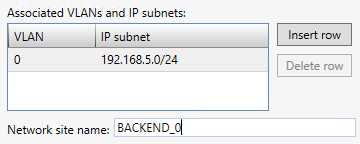 Associated VLANs and IP subnets:
VLAN IP subnet Insert row
0 192.168.5.0/24
Delete row
Network site name: BACKEND_0